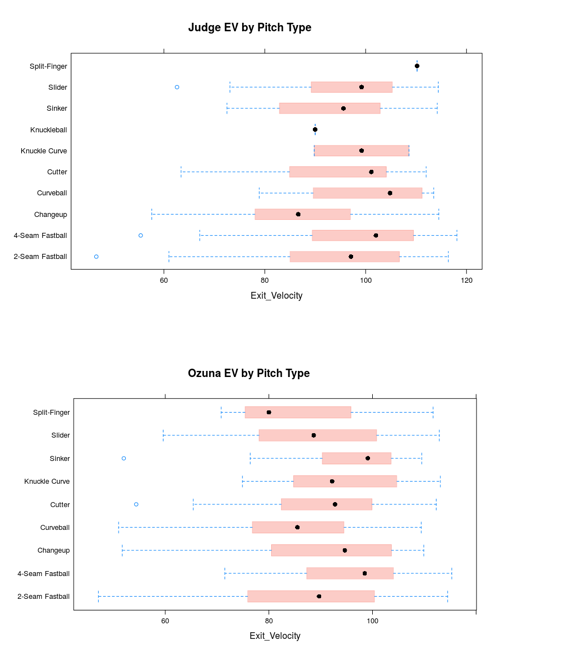 Judge EV by Pitch Type
Split-Finger
Slider
Sinker
Knuckleball
Knuckle Curve
Cutter
Curveball
Changeup
4-Seam Fastball
2-Seam Fastball
60 80 100 120
Exit_Velocity
Ozuna EV by Pitch Type
Split-Finger
Slider
Sinker
Knuckle Curve
Cutter
Curveball
Changeup
4-Seam Fastball
2-Seam Fastball
60 80 100
Exit_Velocity